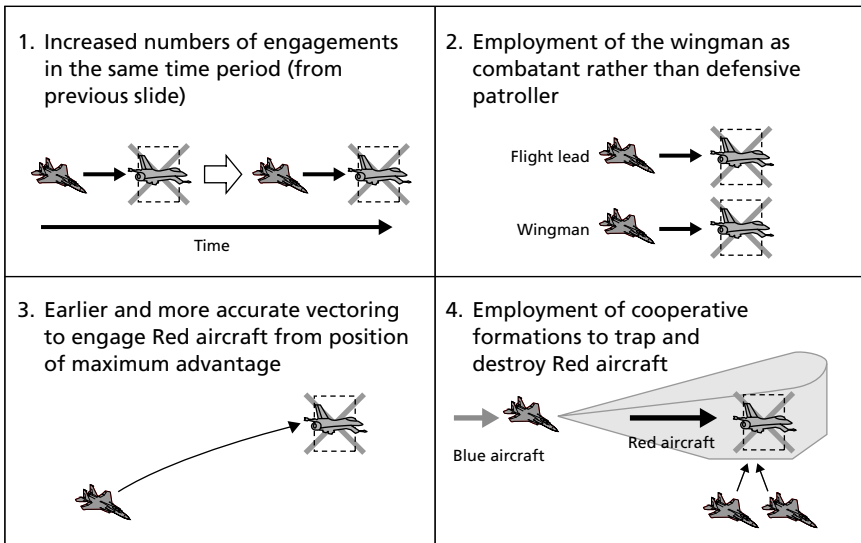 1. Increased numbers of engagements
in the same time period (from
previous slide)
Time
2. Employment of the wingman as
combatant rather than defensive
patroller
Flight lead
Wingman
3. Earlier and more accurate vectoring
to engage Red aircraft from position
of maximum advantage
4. Employment of cooperative
formations to trap and
destroy Red aircraft
Blue aircraft
Red aircraft